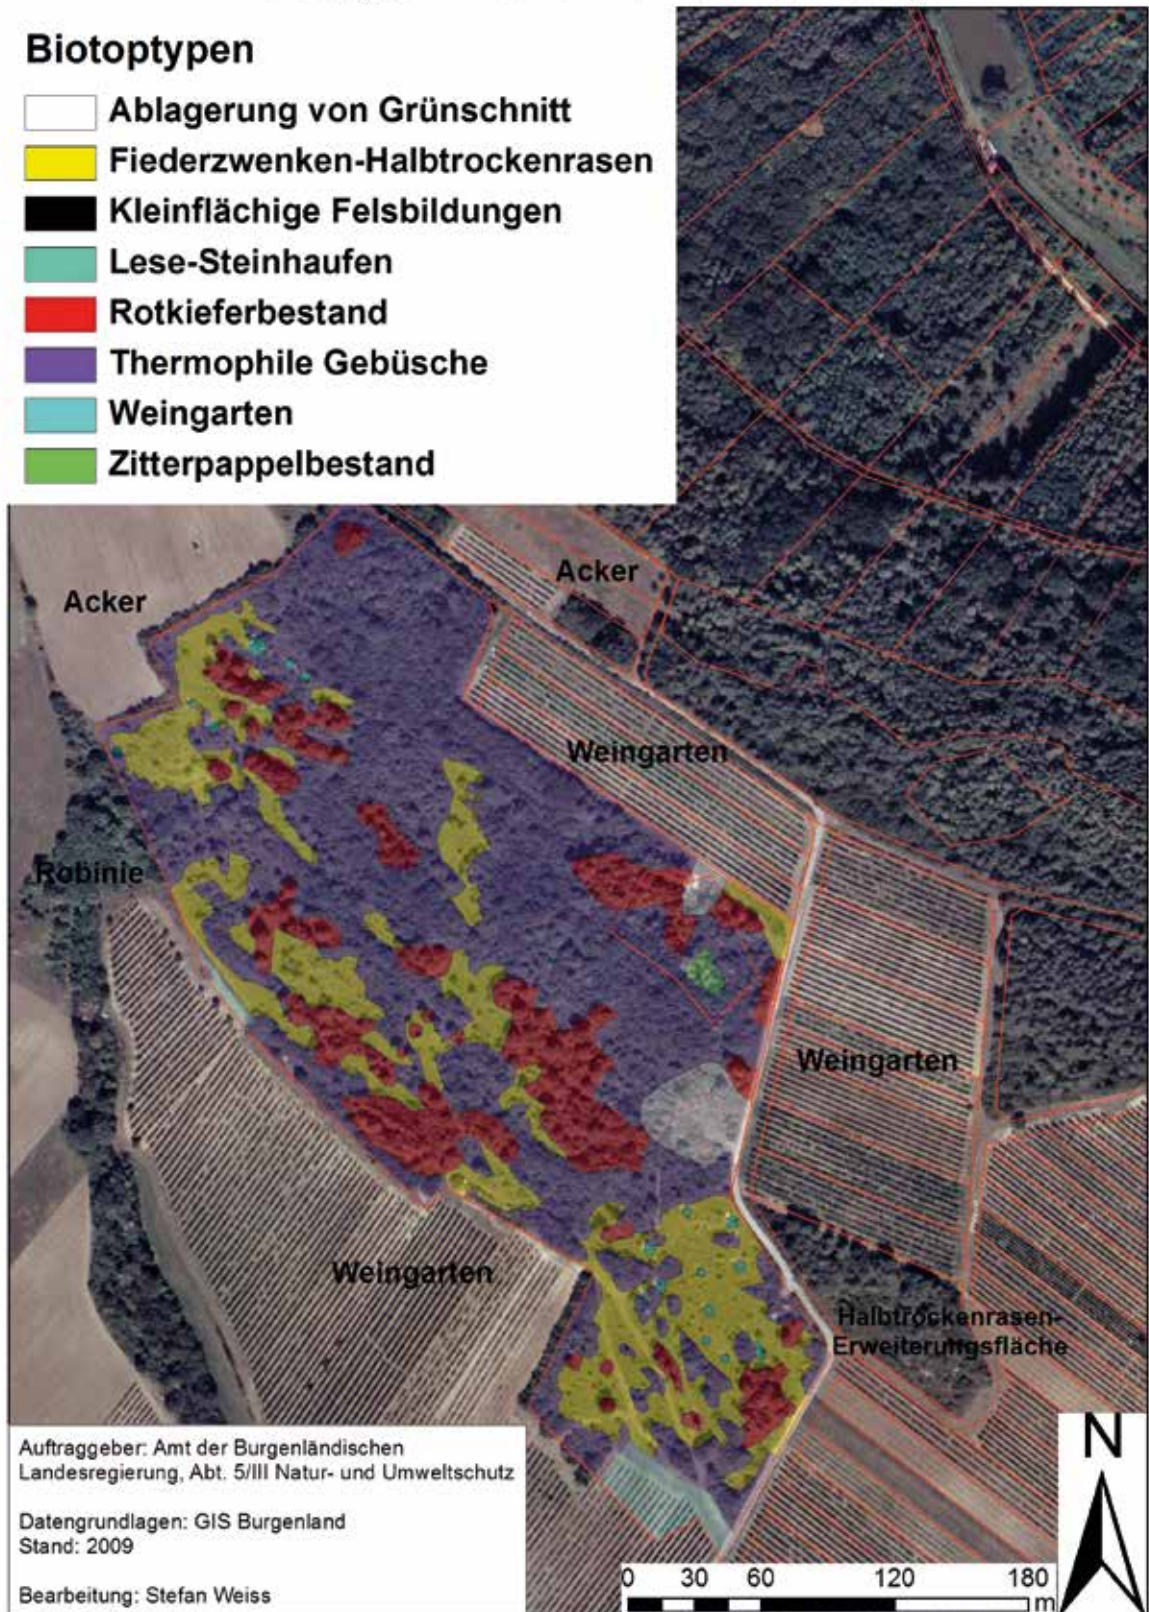 Biotoptypen
Ablagerung von Grünschnitt
Fiederzwenken-Halbtrockenrasen
Kleinflächige Felsbildungen
Lese-Steinhaufen
Rotkieferbestand
Thermophile Gebüsche
Weingarten
Zitterpappelbestand
Acker
Acker
Weingarten
Robinie
Weingarten
Weingarten
Halbtrockenrasen-
Erweiterungsfläche
Auftraggeber: Amt der Burgenländischen
Landesregierung, Abt. 5/III Natur- und Umweltschutz
Datengrundlagen: GIS Burgenland
Stand: 2009
Bearbeitung: Stefan Weiss
N
0 30 60 120 180
m